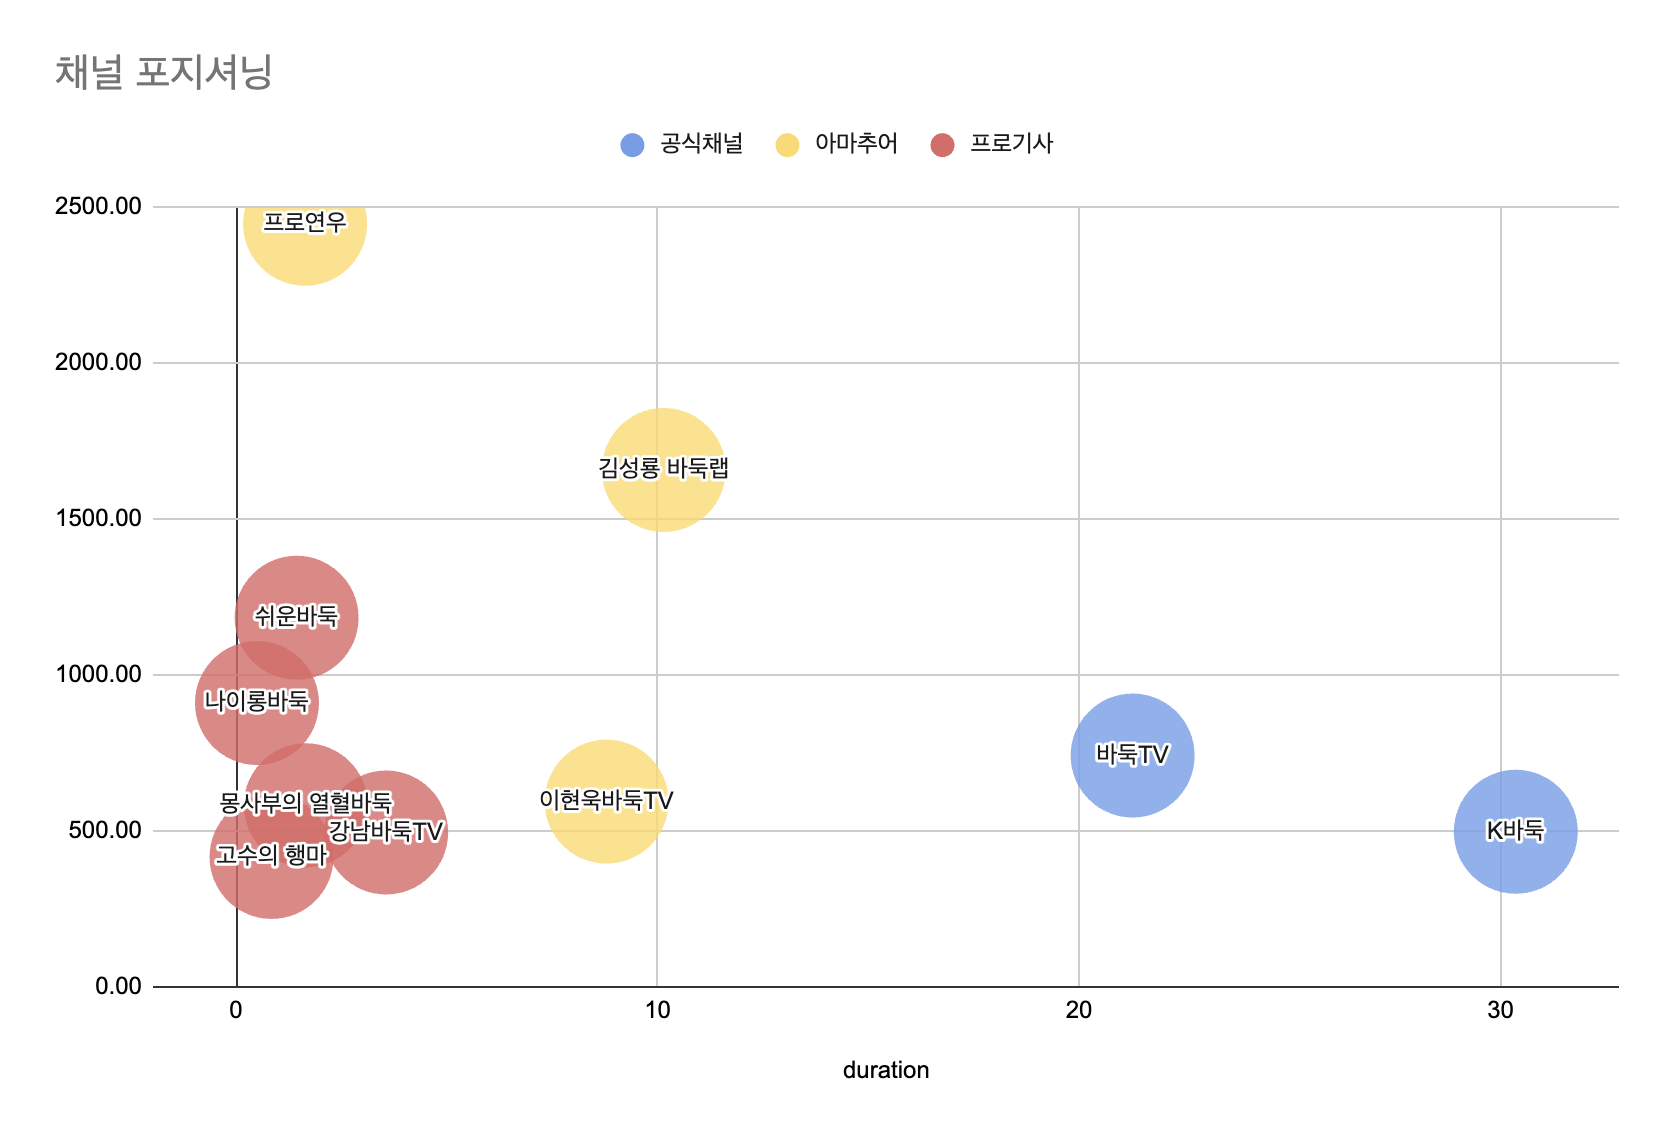 채널 포지셔닝
공식채널 아마추어 프로기사
2500.00
프로연우
2000.00
김성룡 바둑랩
1500.00
쉬운바둑
1000.00
나이롱바둑
바둑TV
몽사부의 열혈바둑
이현욱바둑TV
500.00
강남바둑TV
K바둑
고수의 행마
0.00
0 10 20 30
duration